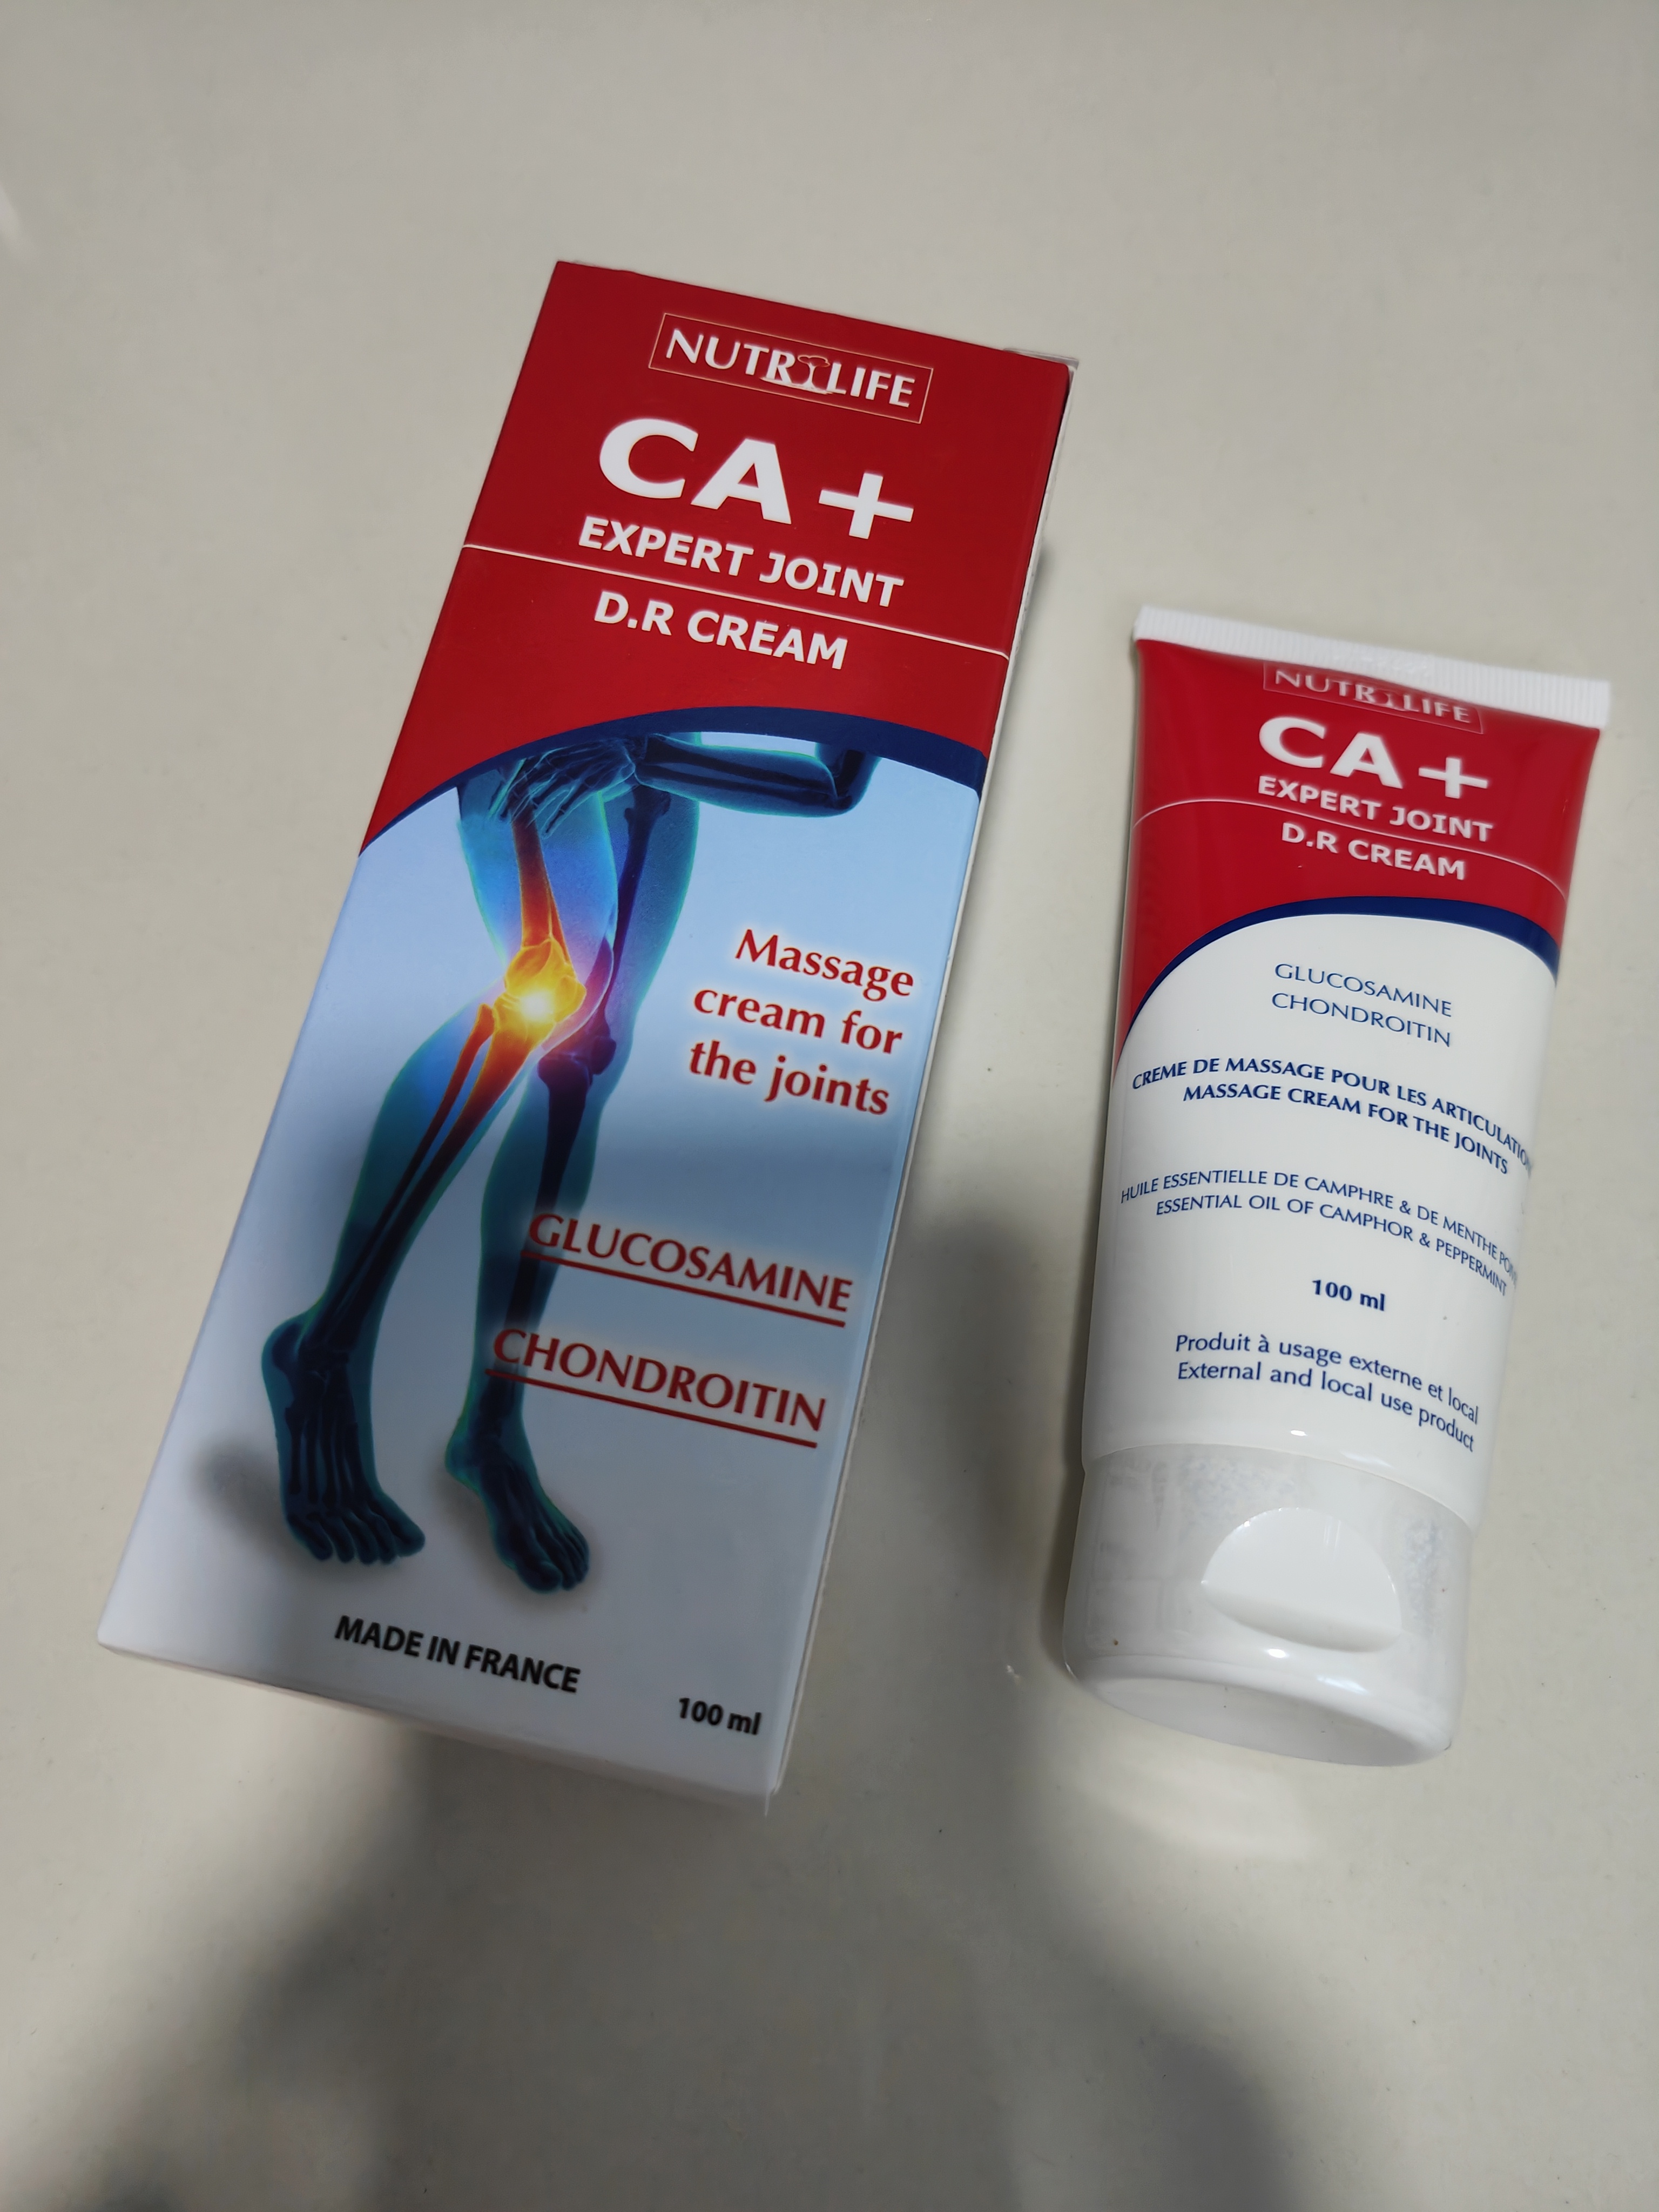 NUTRILIFE
CA+
EXPERT JOINT
D.R CREAM
Massage
cream for
the joints
GLUCOSAMINE
CHONDROITIN
MADE IN FRANCE
100 ml
NUTRILIFE
CA+
EXPERT JOINT
D.R CREAM
GLUCOSAMINE
CHONDROITIN
CREME DE MASSAGE POUR LES
MASSAGE CREAM FOR THE JOINTS
HUILE ESSENTIELLE DE CAMPHRE & DE MENTHE
ESSENTIAL OIL OF CAMPHOR & PEPPERMINT
100 ml
Produit à usage externe et local
External and local use product